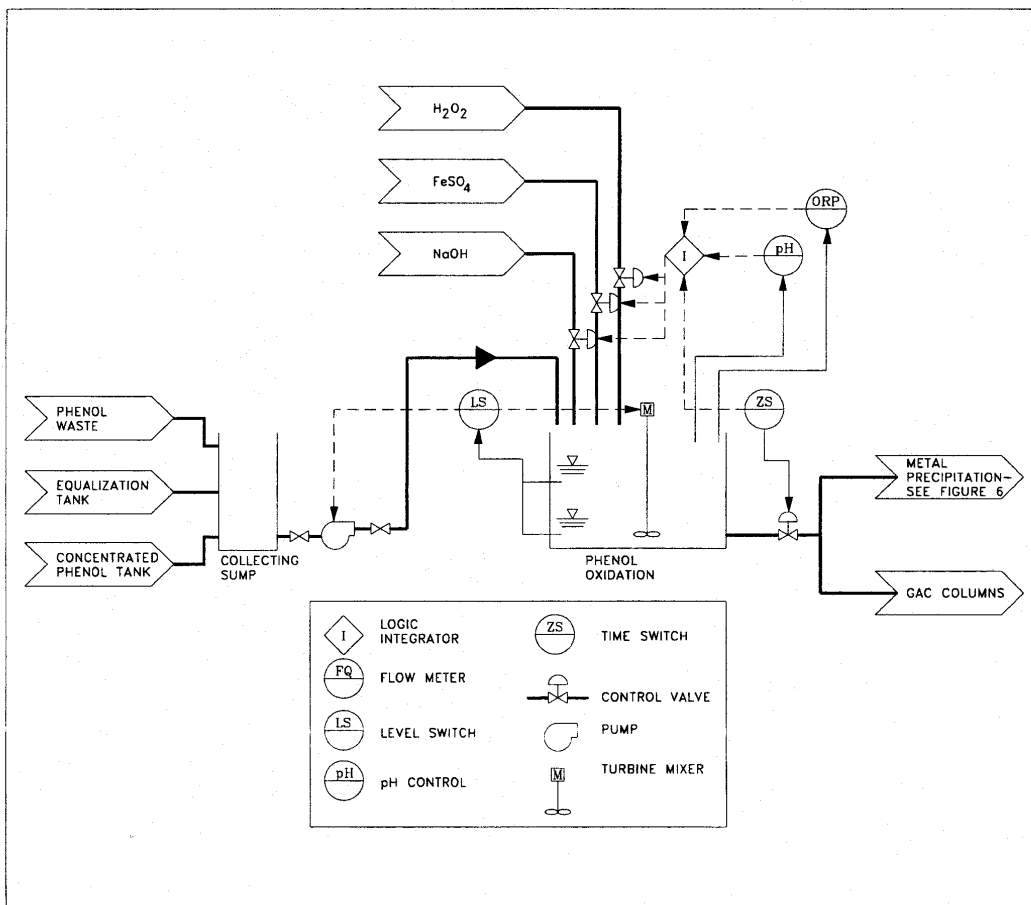 H2O2
FeSO4
NaOH
ORP
pH
I
LS
M
ZS
PHENOL
WASTE
EQUALIZATION
TANK
CONCENTRATED
PHENOL TANK
COLLECTING
SUMP
PHENOL
OXIDATION
METAL
PRECIPITATION-
SEE FIGURE 6
GAC COLUMNS
I
LOGIC
INTEGRATOR
FQ
FLOW METER
LS
LEVEL SWITCH
pH
pH CONTROL
ZS
TIME SWITCH
CONTROL VALVE
PUMP
M
TURBINE MIXER